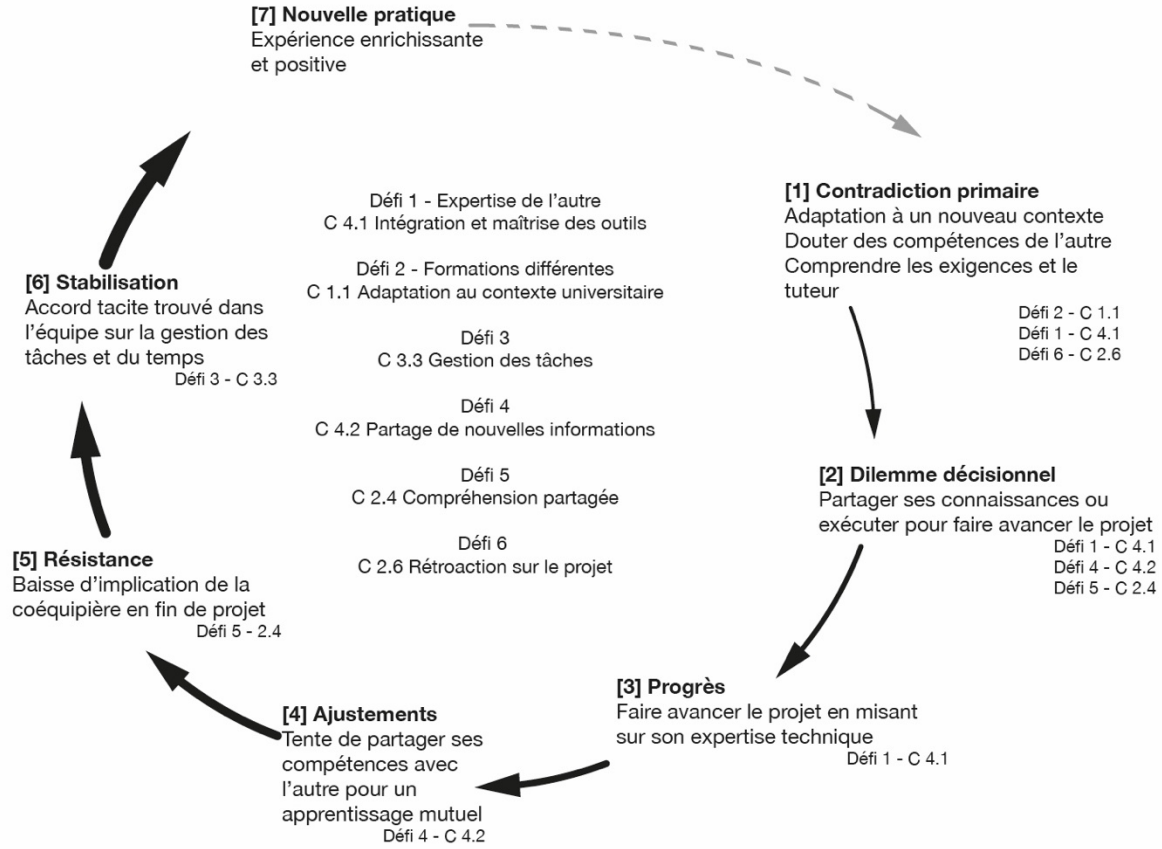 [7] Nouvelle pratique
Expérience enrichissante
et positive
[1] Contradiction primaire
Adaptation à un nouveau contexte
Douter des compétences de l'autre
Comprendre les exigences et le
tuteur
Défi 2 - C 1.1
Défi 1 - C 4.1
Défi 6 - C 2.6
[2] Dilemme décisionnel
Partager ses connaissances ou
exécuter pour faire avancer le projet
Défi 1 - C 4.1
Défi 4 - C 4.2
Défi 5 - C 2.4
[3] Progrès
Faire avancer le projet en misant
sur son expertise technique
Défi 1 - C 4.1
[4] Ajustements
Tente de partager ses
compétences avec
l'autre pour un
apprentissage mutuel
Défi 4 - C 4.2
[5] Résistance
Baisse d'implication de la
coéquipière en fin de projet
Défi 5 - 2.4
[6] Stabilisation
Accord tacite trouvé dans
l'équipe sur la gestion des
tâches et du temps
Défi 3 - C 3.3
Défi 1 - Expertise de l'autre
C 4.1 Intégration et maîtrise des outils
Défi 2 - Formations différentes
C 1.1 Adaptation au contexte universitaire
Défi 3
C 3.3 Gestion des tâches
Défi 4
C 4.2 Partage de nouvelles informations
Défi 5
C 2.4 Compréhension partagée
Défi 6
C 2.6 Rétroaction sur le projet